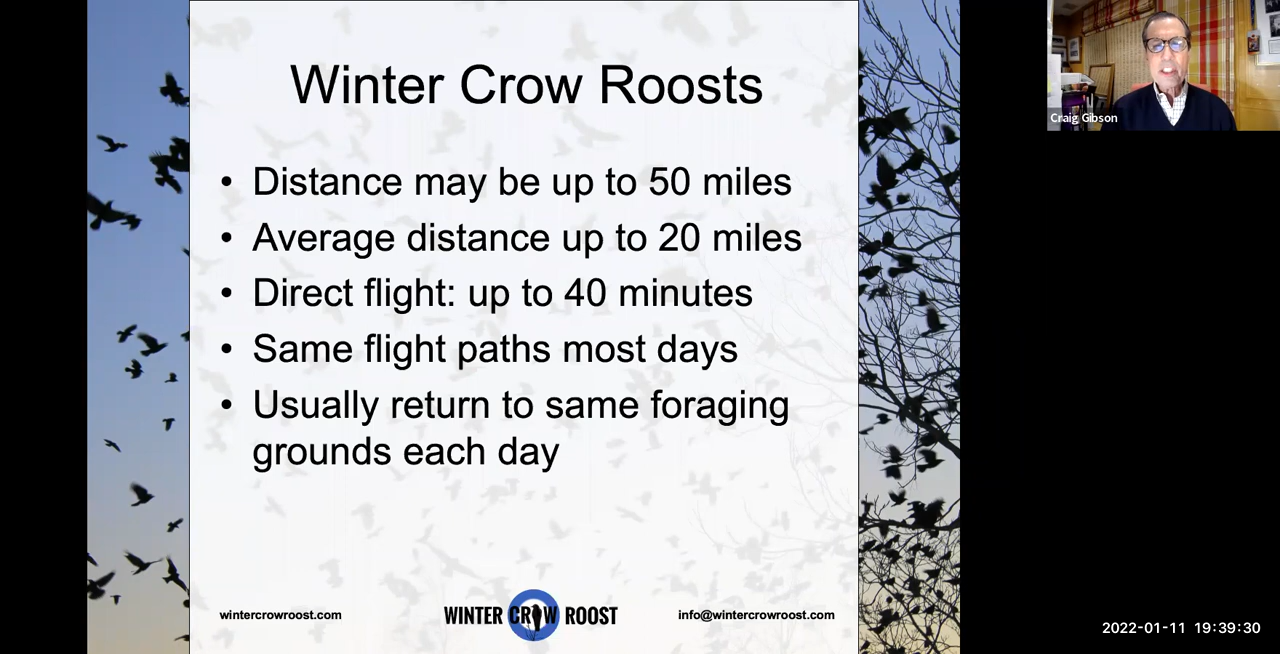 Winter Crow Roosts
• Distance may be up to 50 miles
• Average distance up to 20 miles
• Direct flight: up to 40 minutes
• Same flight paths most days
• Usually return to same foraging
grounds each day
wintercrowroost.com
WINTER CROW ROOST
info@wintercrowroost.com
Craig Gibson
2022-01-11 19:39:30